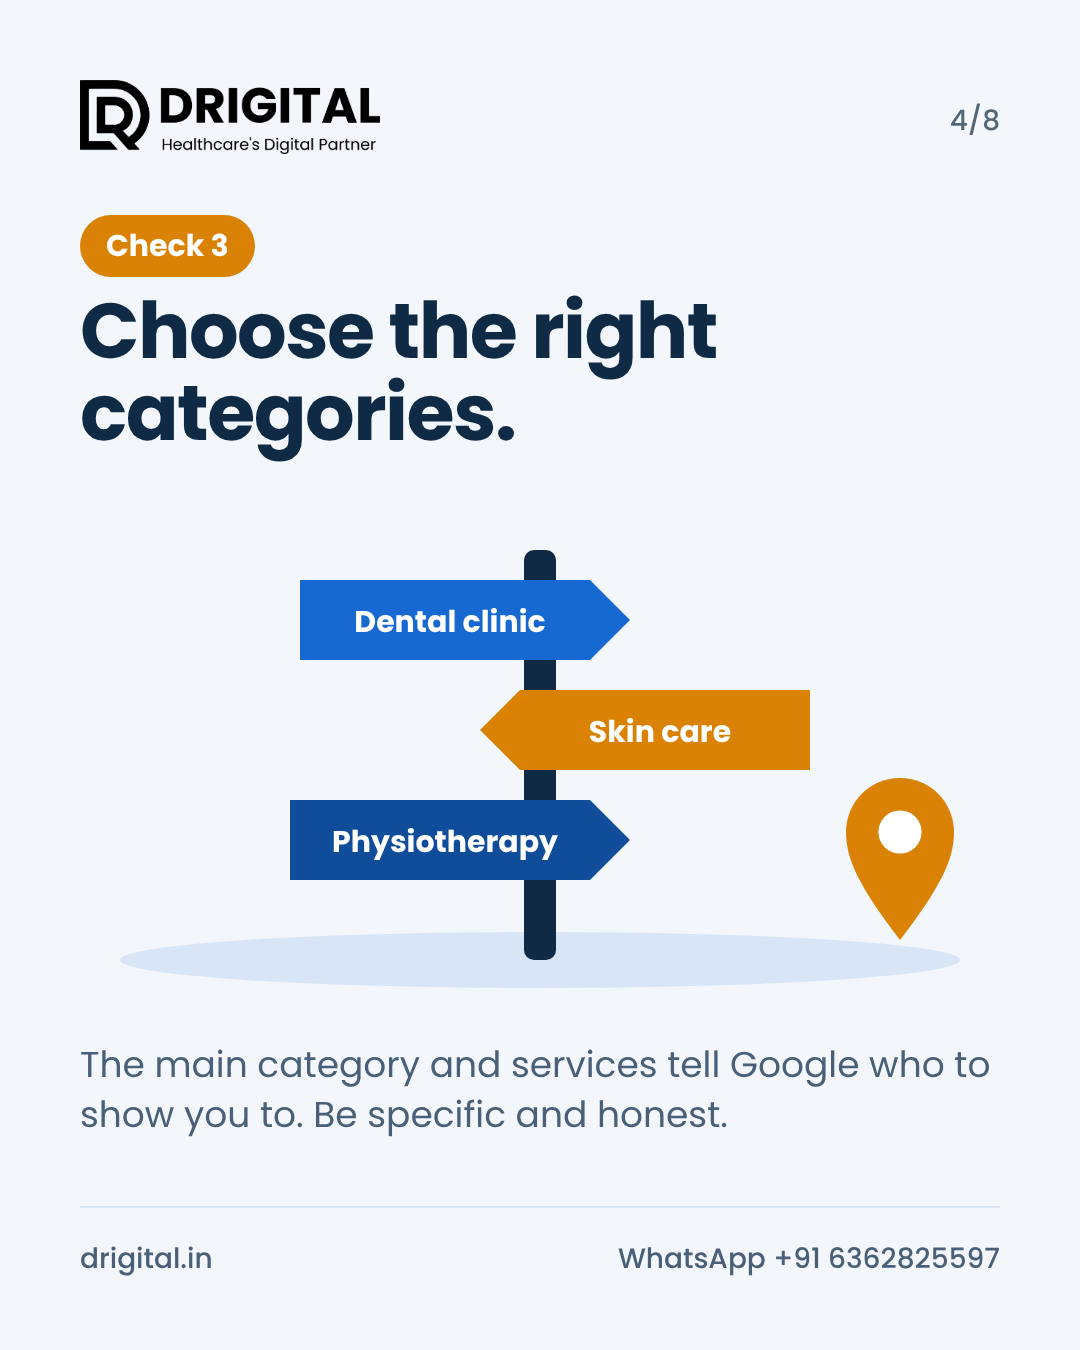 DRIGITAL
Healthcare's Digital Partner
4/8
Check 3
Choose the right
categories.
Dental clinic
Skin care
Physiotherapy
The main category and services tell Google who to
show you to. Be specific and honest.
drigital.in
WhatsApp +91 6362825597